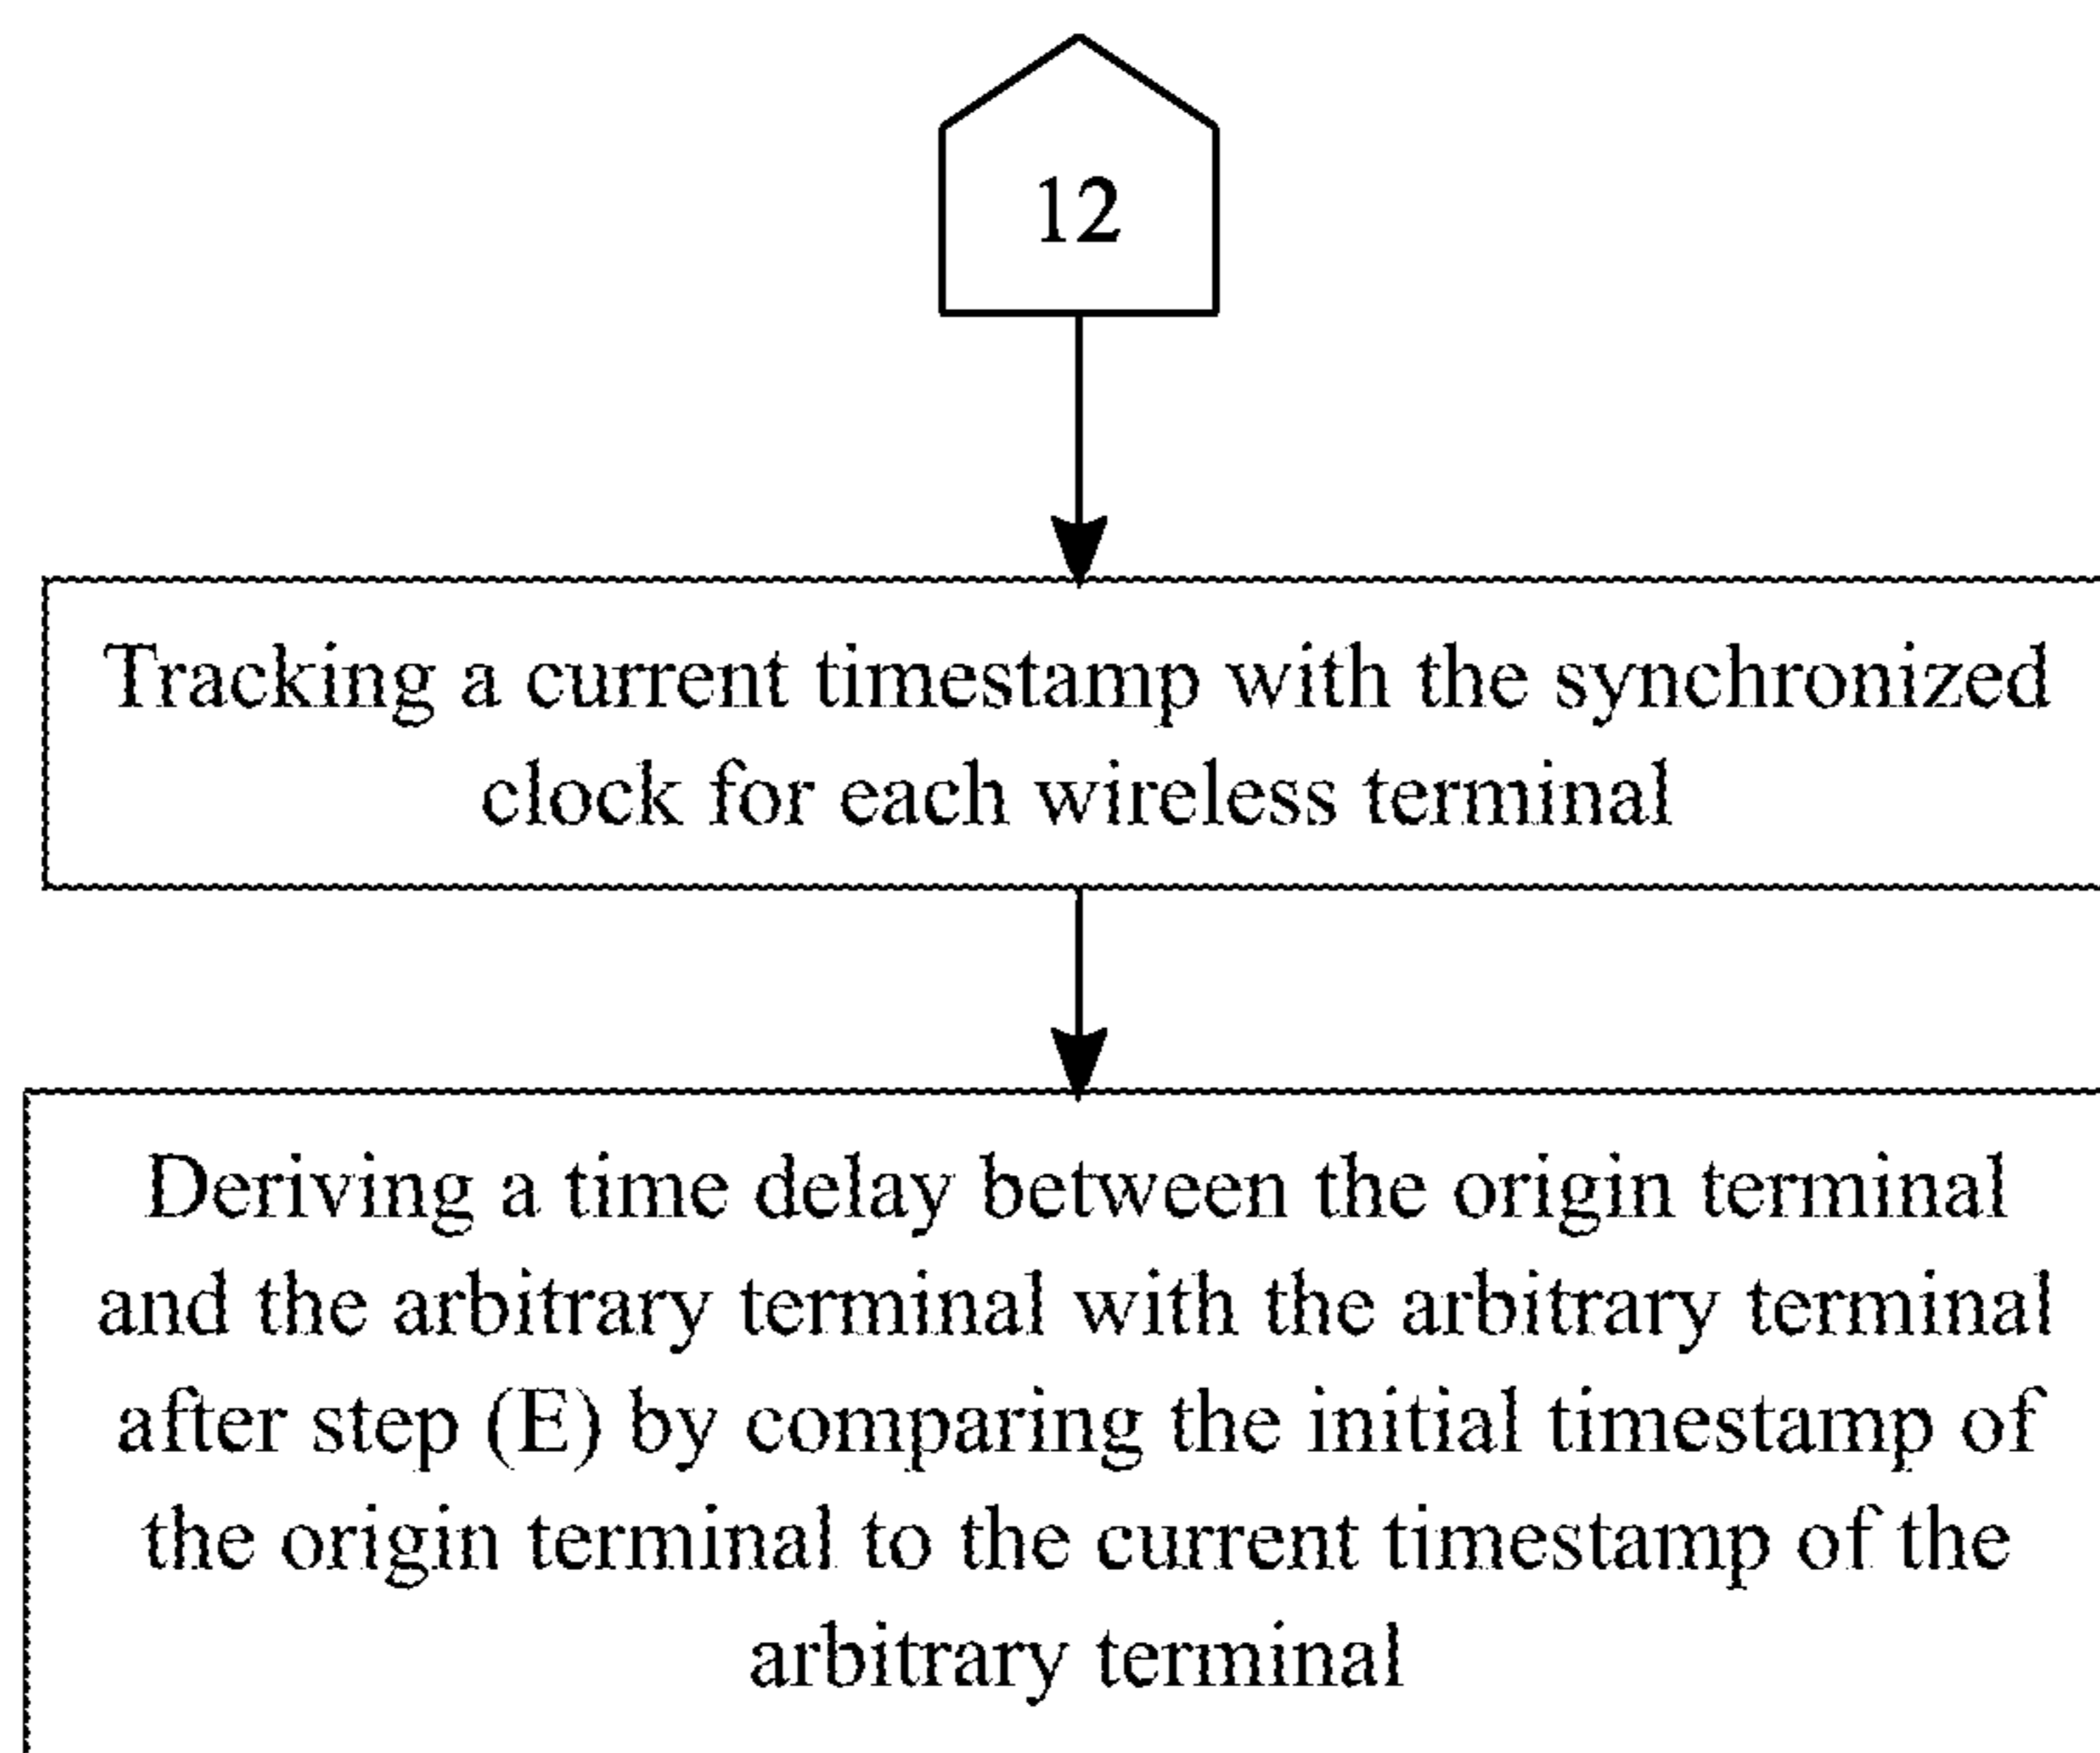 12
Tracking a current timestamp with the synchronized
clock for each wireless terminal
Deriving a time delay between the origin terminal
and the arbitrary terminal with the arbitrary terminal
after step (E) by comparing the initial timestamp of
the origin terminal to the current timestamp of the
arbitrary terminal